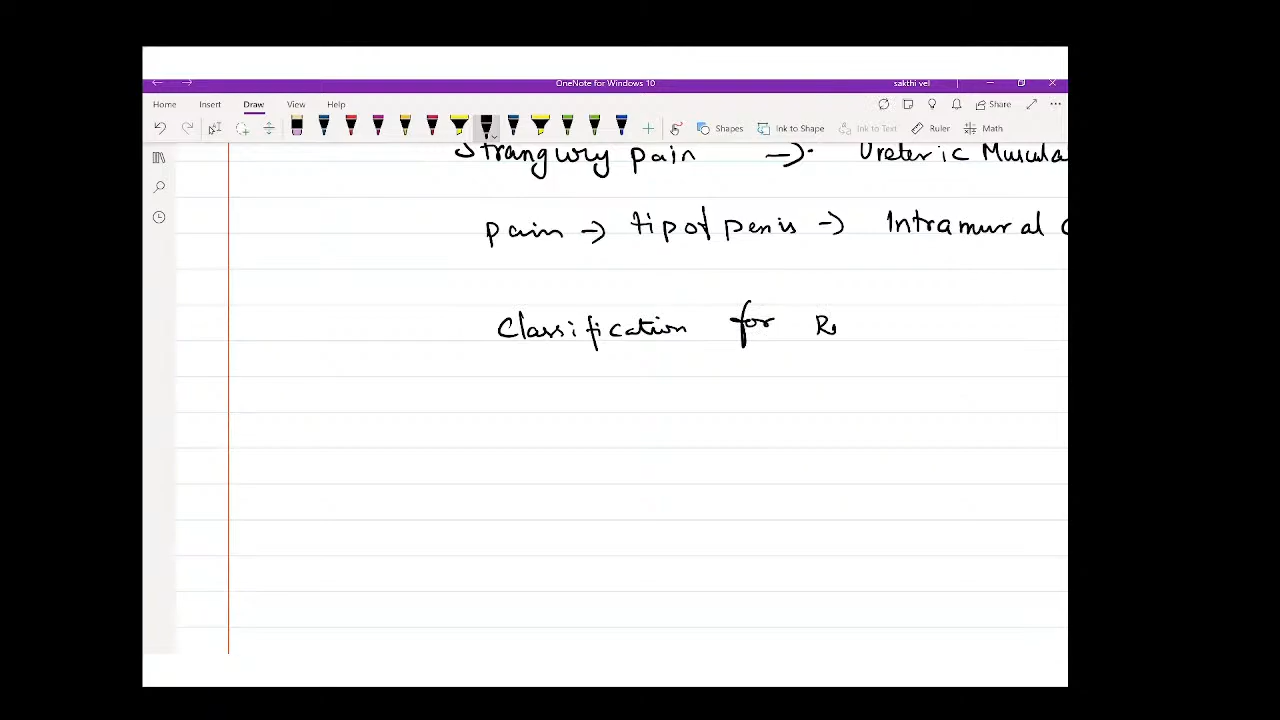 OneNote for Windows 10 sakthi vel
Home Insert Draw View Help Share
Shapes Ink to Shape Ink to Text Ruler Math
Strangury pain → Ureteric Muscula
pain → tip of penis → Intramural
Classification for Re